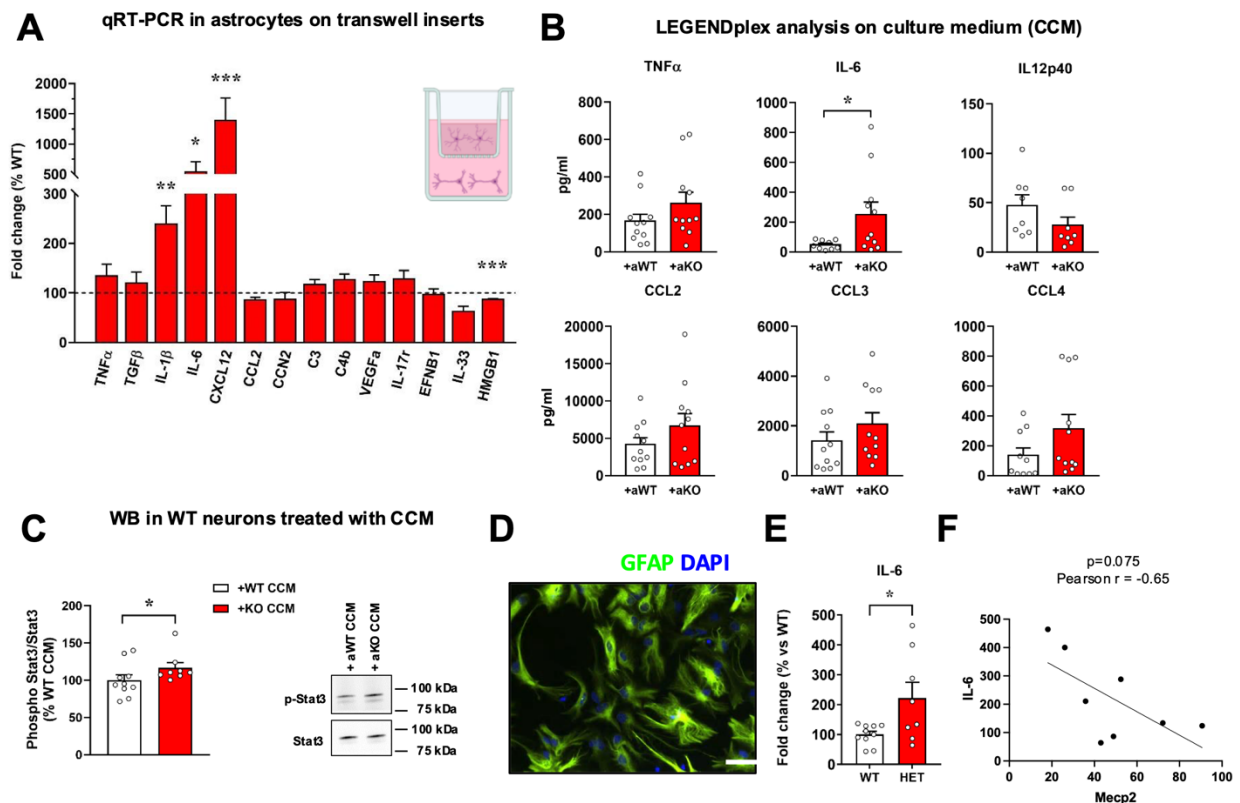 A
qRT-PCR in astrocytes on transwell inserts
Fold change (% WT)
2000
1500
1000
500
300
200
100
0
**
*
***
***
TNFα
TGFβ
IL-1β
IL-6
CXCL12
CCL2
CCN2
C3
C4b
VEGFa
IL-17r
EFNB1
IL-33
HMGB1
B
LEGENDplex analysis on culture medium (CCM)
TNFα
pg/ml
800
600
400
200
0
+aWT +aKO
IL-6
1000
800
600
400
200
0
*
+aWT +aKO
IL12p40
150
100
50
0
+aWT +aKO
CCL2
pg/ml
20000
15000
10000
5000
0
+aWT +aKO
CCL3
6000
4000
2000
0
+aWT +aKO
CCL4
1000
800
600
400
200
0
+aWT +aKO
C
WB in WT neurons treated with CCM
Phospho Stat3/Stat3
(% WT CCM)
200
150
100
50
0
*
+WT CCM
+KO CCM
+ aWT CCM
+ aKO CCM
p-Stat3
100 kDa
75 kDa
Stat3
100 kDa
75 kDa
D
GFAP DAPI
E
IL-6
Fold change (% vs WT)
500
400
300
200
100
0
*
WT HET
F
p=0.075
Pearson r = -0.65
IL-6
500
400
300
200
100
0
0 20 40 60 80 100
Mecp2